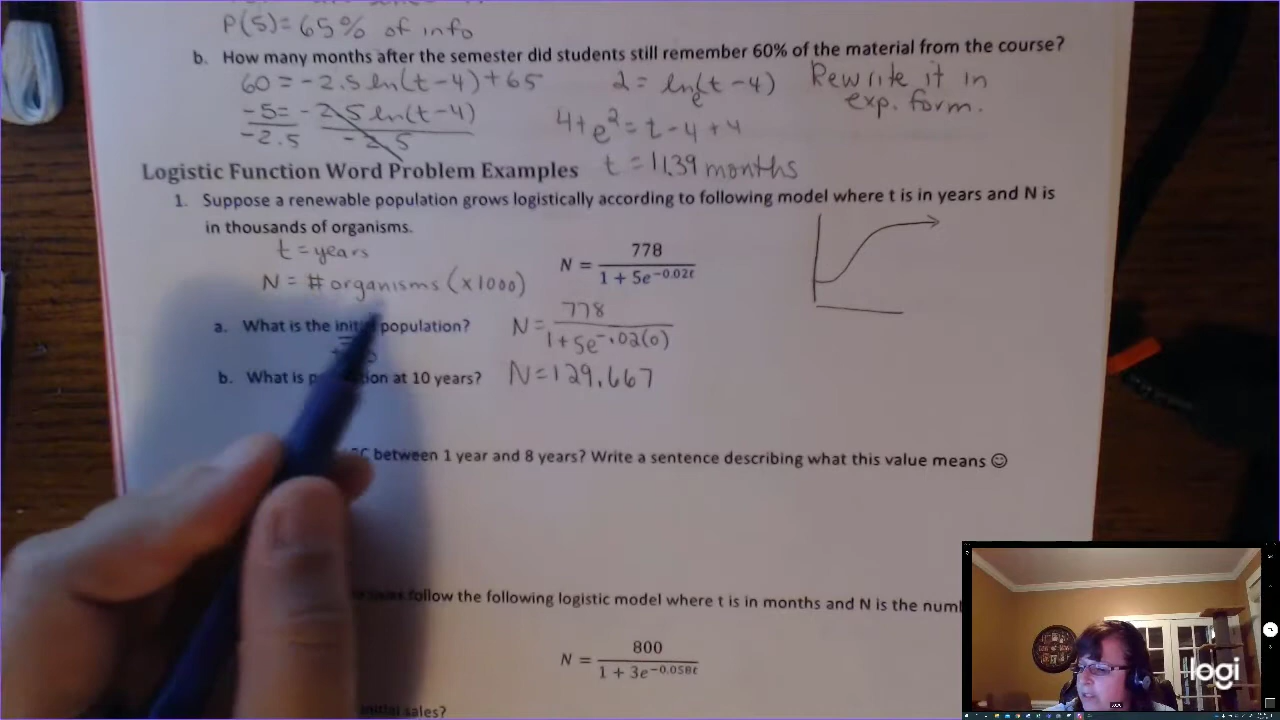 P(5) = 65% of info
b. How many months after the semester did students still remember 60% of the material from the course?
60 = -2.5 ln(t-4) + 65
2 = ln_e(t-4)
Rewrite it in
exp. form.
-5 = -2.5 ln(t-4)
-2.5 -2.5
4+e^2 = t-4+4
t = 11.39 months
Logistic Function Word Problem Examples
1. Suppose a renewable population grows logistically according to following model where t is in years and N is
in thousands of organisms.
t = years
N = # organisms (x1000)
N = 778 / (1 + 5e^-0.02t)
a. What is the initial population?
N = 778 / (1+5e^-.02(0))
b. What is at 10 years?
N = 129.667
between 1 year and 8 years? Write a sentence describing what this value means ☺
follow the following logistic model where t is in months and N is the
N = 800 / (1 + 3e^-0.058t)
initial sales?
logi